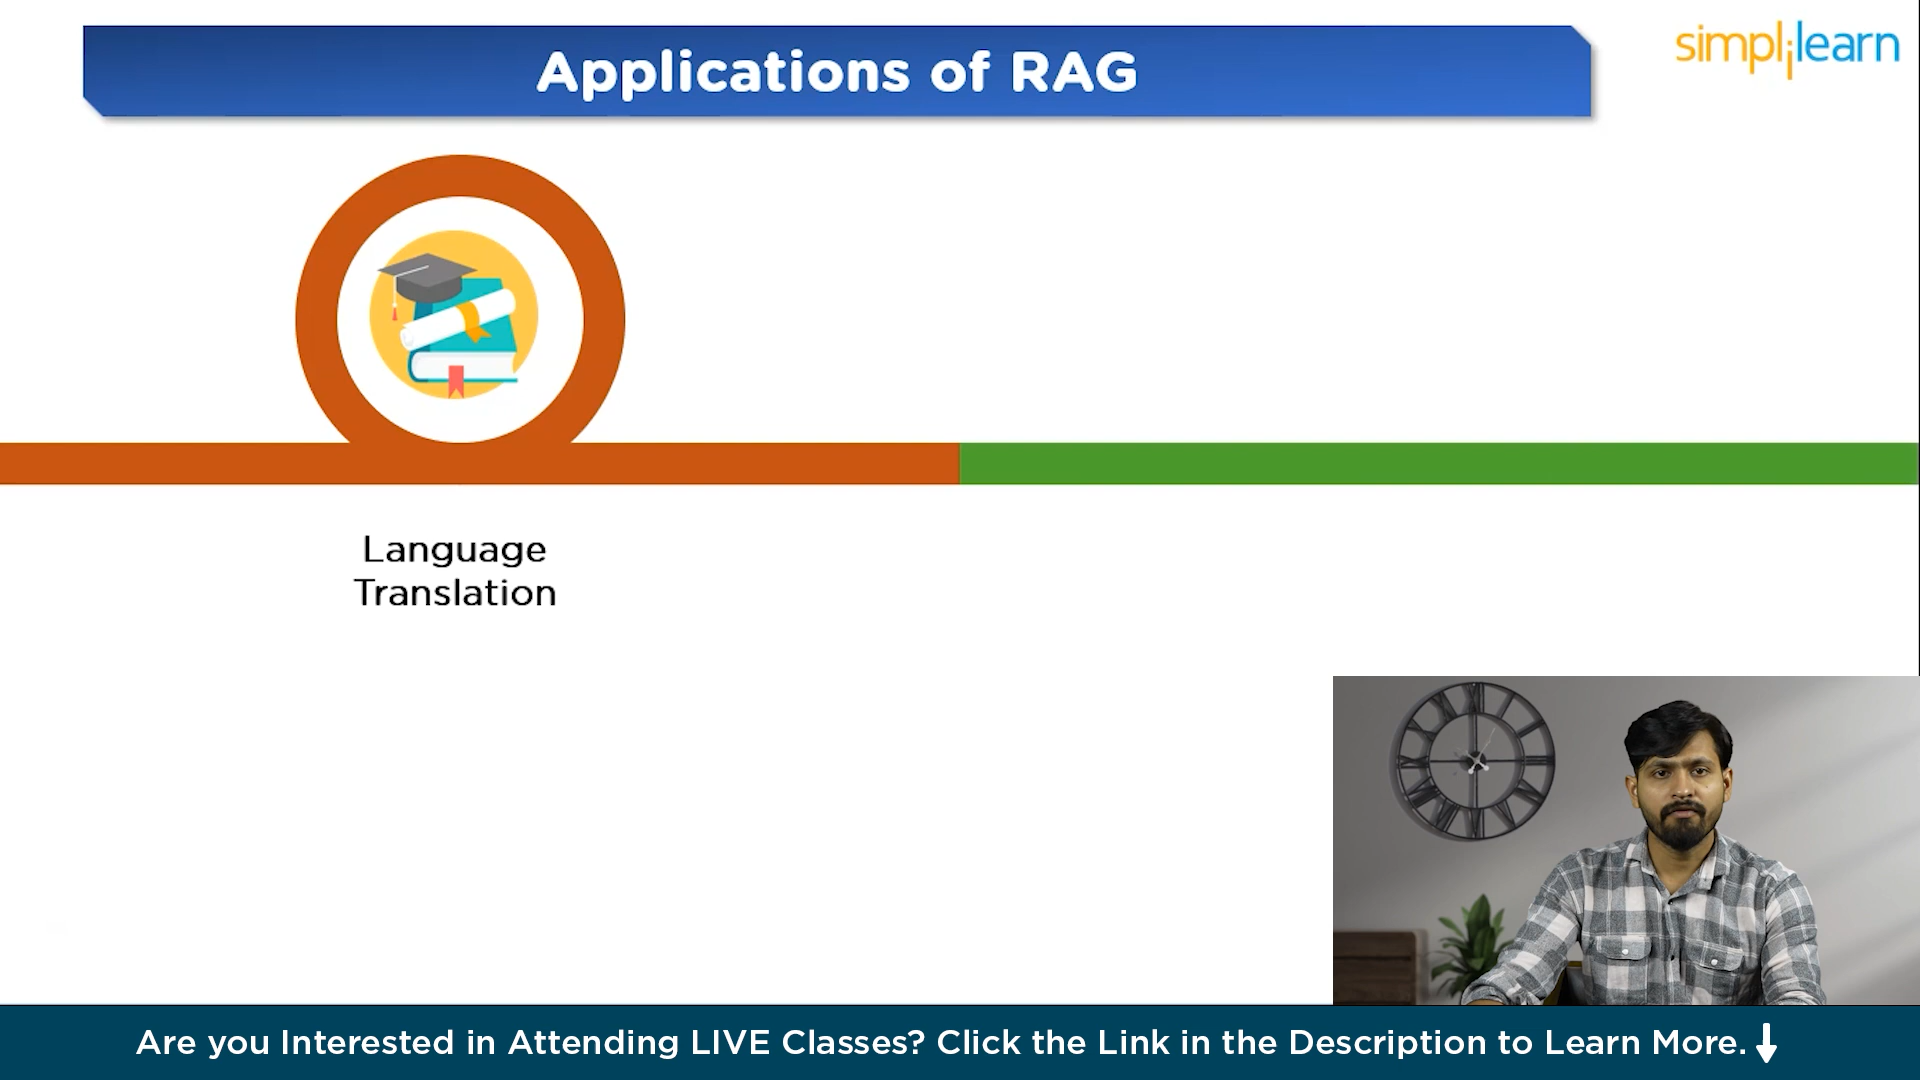 Applications of RAG
simplilearn
Language
Translation
Are you Interested in Attending LIVE Classes? Click the Link in the Description to Learn More.